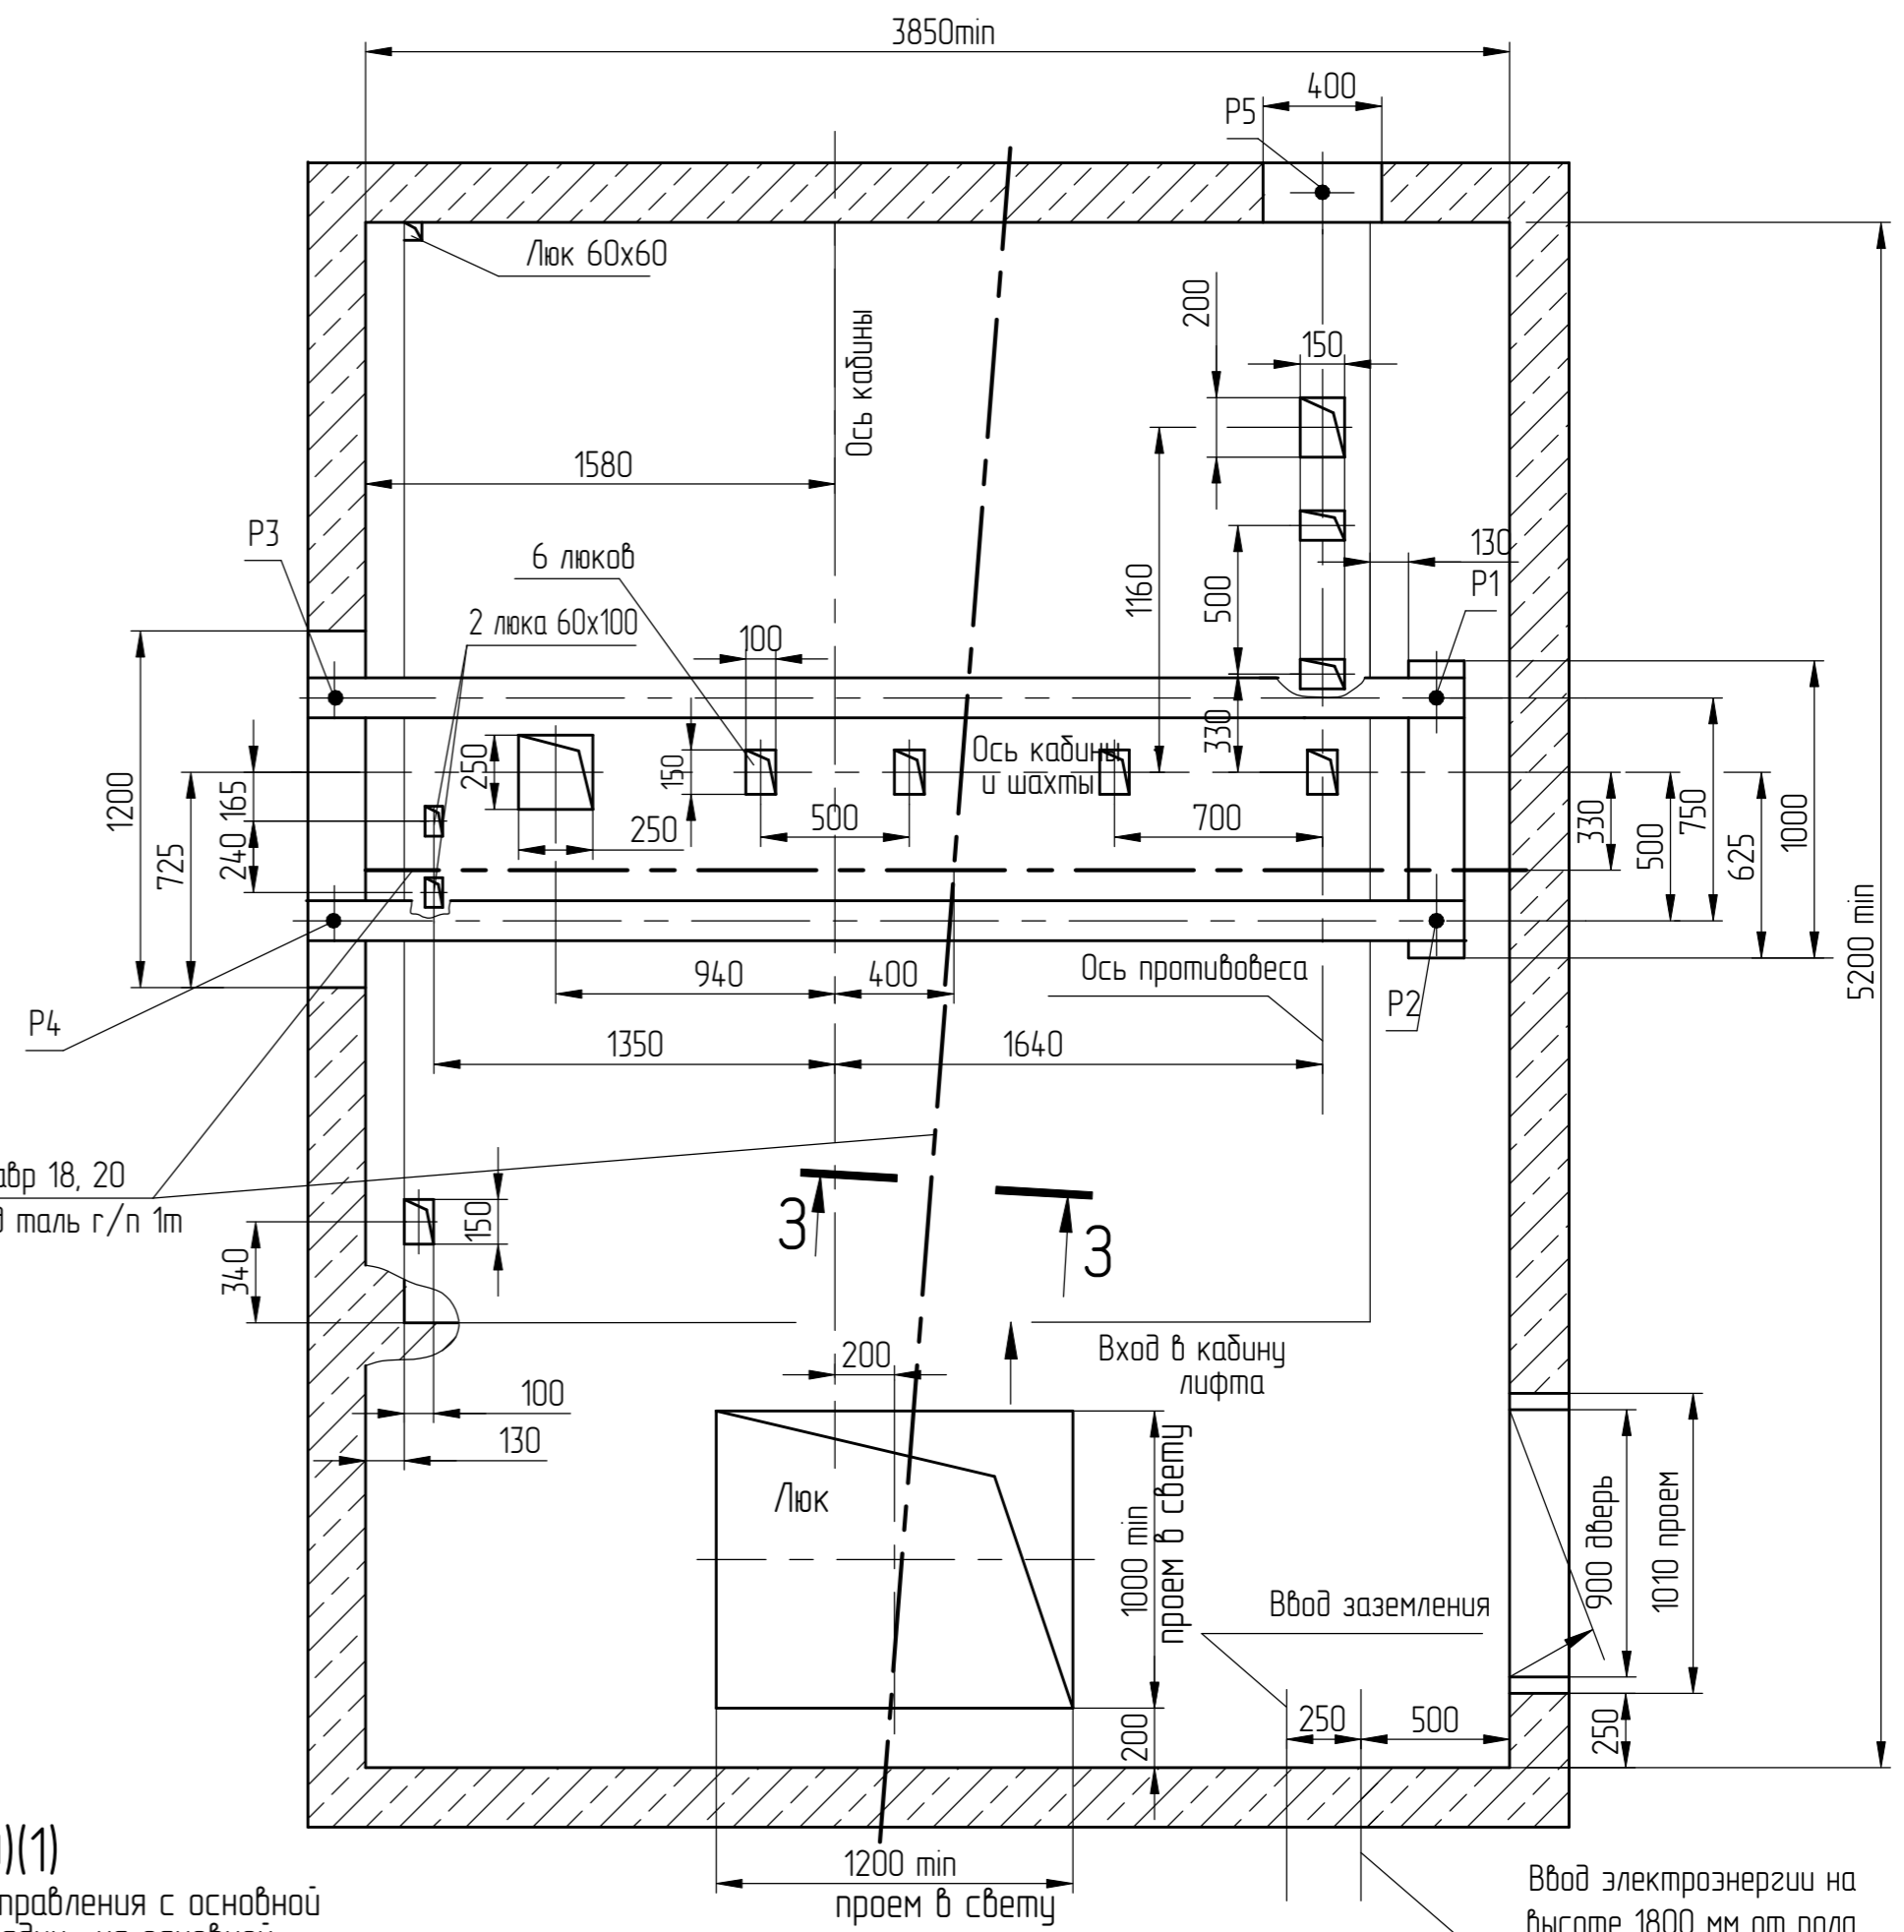 3850min
400
P5
Люк 60x60
200
150
Ось кабины
1580
P3
6 люков
130
P1
2 люка 60x100
1160
500
100
330
Ось кабины
и шахты
250
150
1200
725
165
240
500
250
700
330
500
750
625
1000
5200 min
940
400
Ось противовеса
P2
P4
1350
1640
18, 20
таль г/п 1т
150
340
3
3
Вход в кабину
лифта
200
100
130
Люк
1000 min
проем в свету
900 дверь
1010 проем
Ввод заземления
250
500
200
250
1200 min
проем в свету
)(1)
с основной
Ввод электроэнергии на
высоте 1800 мм от пола